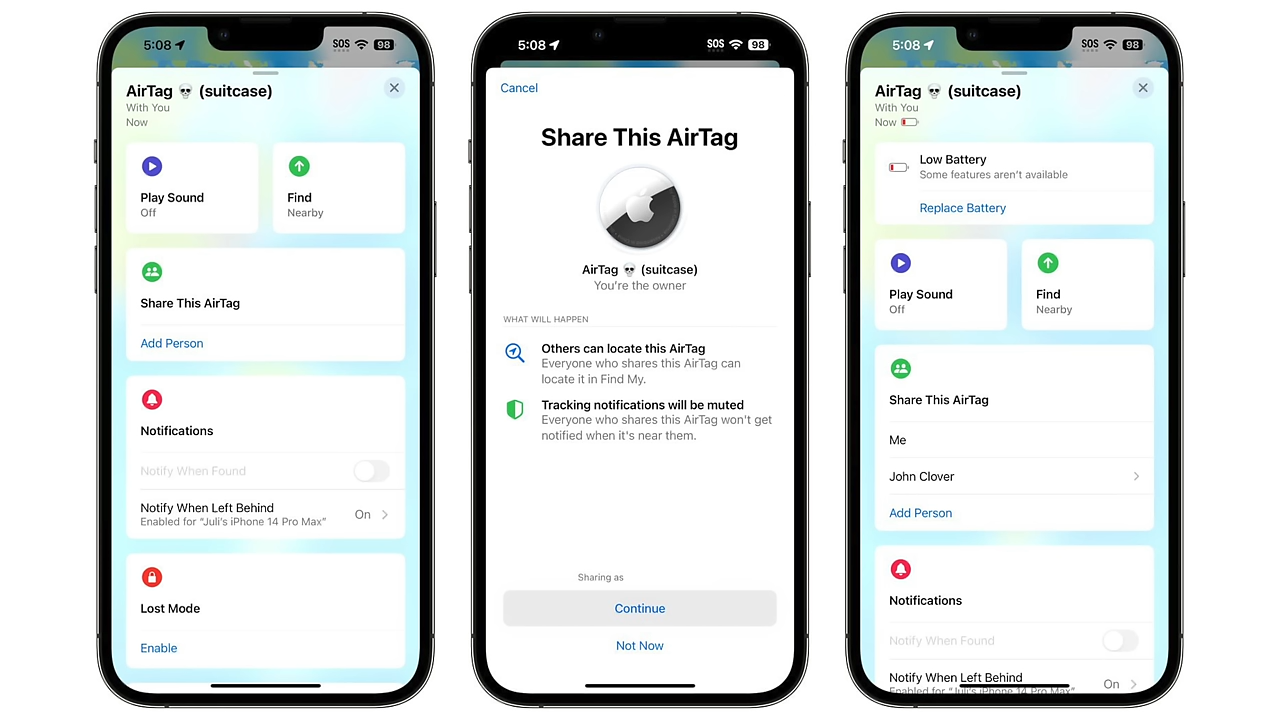 5:08
SOS
98
AirTag 💀 (suitcase)
With You
Now
Play Sound
Off
Find
Nearby
Share This AirTag
Add Person
Notifications
Notify When Found
Notify When Left Behind
Enabled for “Juli’s iPhone 14 Pro Max”
On
Lost Mode
Enable
5:08
SOS
98
Cancel
Share This AirTag
AirTag 💀 (suitcase)
You’re the owner
WHAT WILL HAPPEN
Others can locate this AirTag
Everyone who shares this AirTag can
locate it in Find My.
Tracking notifications will be muted
Everyone who shares this AirTag won't get
notified when it's near them.
Sharing as
Continue
Not Now
5:08
SOS
98
AirTag 💀 (suitcase)
With You
Now
Low Battery
Some features aren’t available
Replace Battery
Play Sound
Off
Find
Nearby
Share This AirTag
Me
John Clover
Add Person
Notifications
Notify When Found
Notify When Left Behind
Enabled for “Juli’s iPhone 14 Pro Max”
On